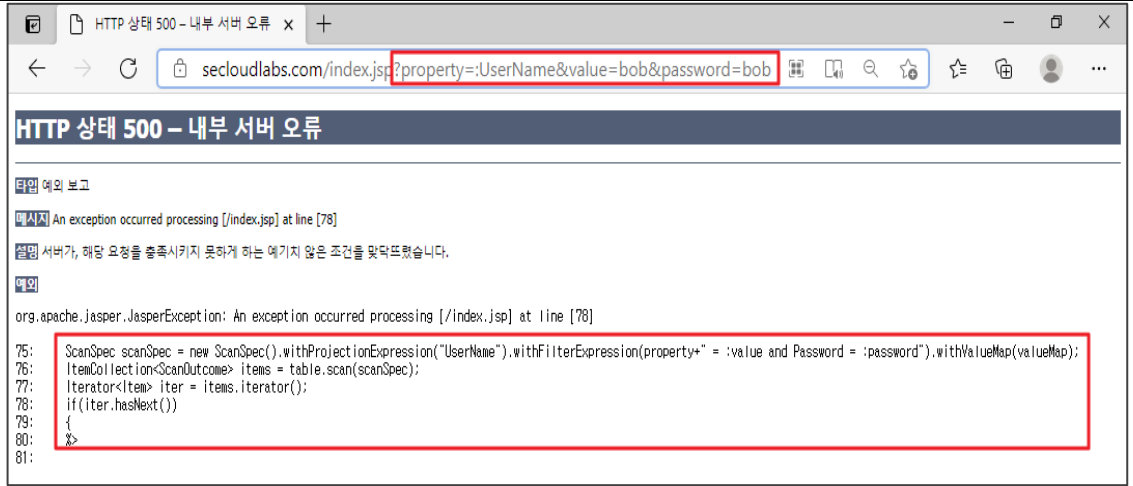 HTTP 상태 500 – 내부 서버 오류
secloudlabs.com/index.jsp?property=:UserName&value=bob&password=bob
HTTP 상태 500 – 내부 서버 오류
타입 예외 보고
메시지 An exception occurred processing [/index.jsp] at line [78]
설명 서버가, 해당 요청을 충족시키지 못하게 하는 예기치 않은 조건을 맞닥뜨렸습니다.
예외
org.apache.jasper.JasperException: An exception occurred processing [/index.jsp] at line [78]
75: ScanSpec scanSpec = new ScanSpec().withProjectionExpression("UserName").withFilterExpression(property+" = :value and Password = :password").withValueMap(valueMap);
76: ItemCollection<ScanOutcome> items = table.scan(scanSpec);
77: Iterator<Item> iter = items.iterator();
78: if(iter.hasNext())
79: {
80: %>
81: